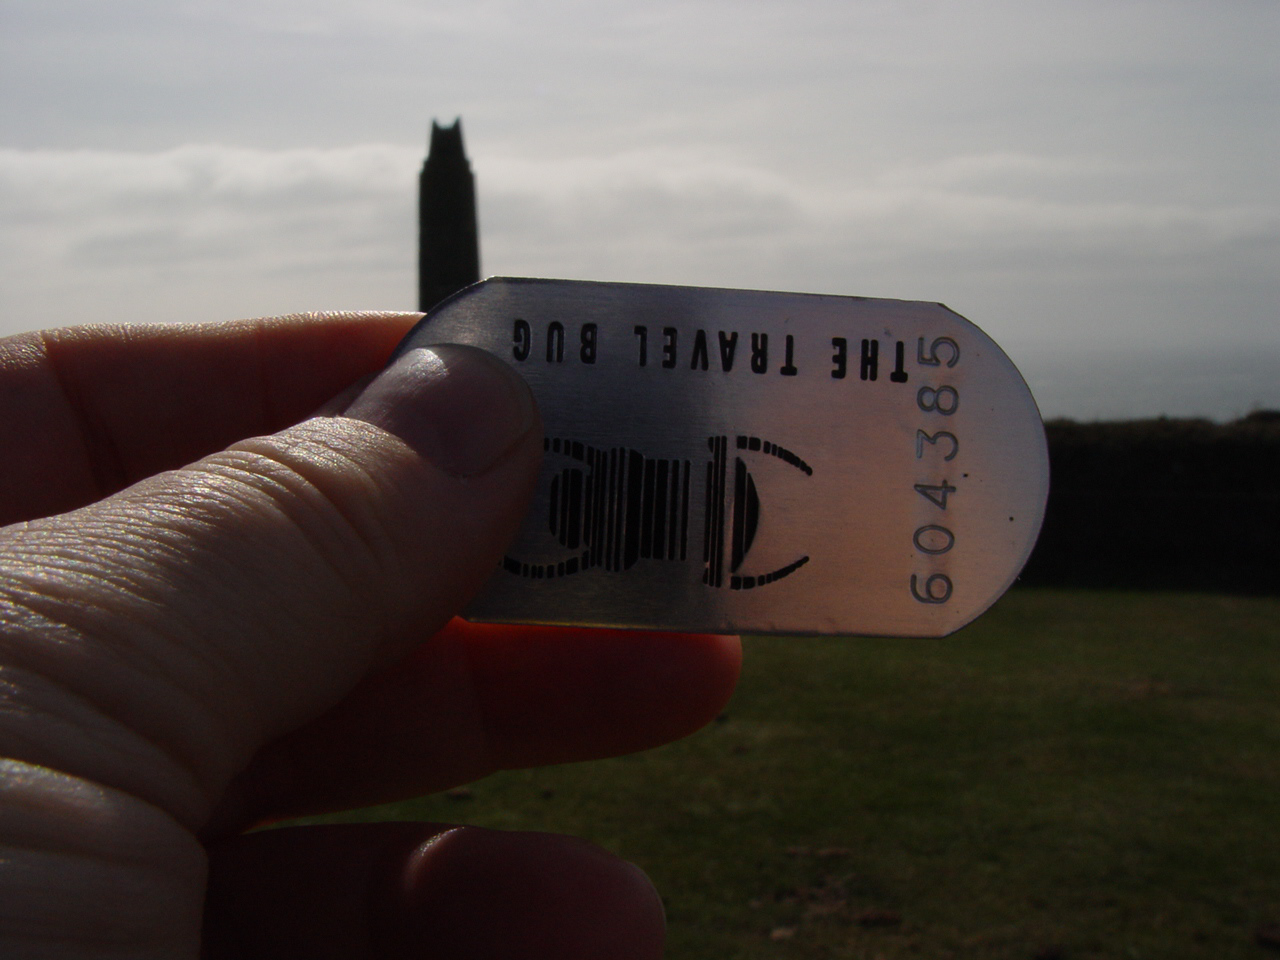 THE TRAVEL BUG
604385